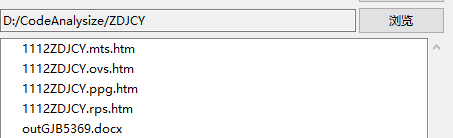 D:/CodeAnalysize/ZDJCY 浏览
1112ZDJCY.mts.htm
1112ZDJCY.ovs.htm
1112ZDJCY.ppg.htm
1112ZDJCY.rps.htm
outGJB5369.docx